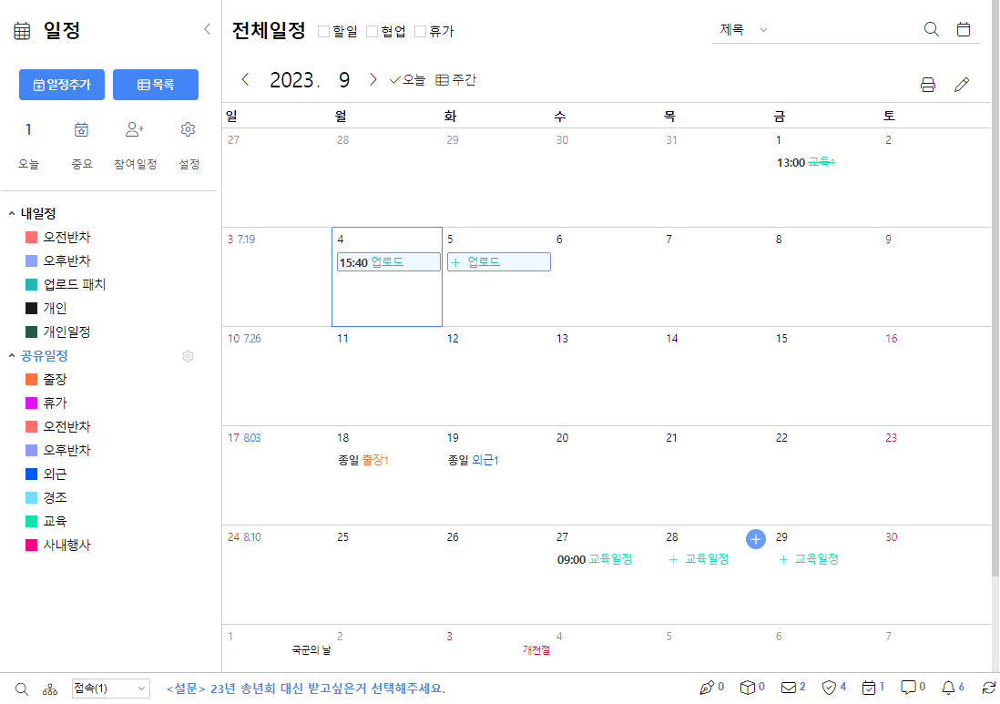 일정
전체일정 할일 협업 휴가
제목
일정추가 목록
2023. 9 오늘 주간
1
오늘 중요 참여일정 설정
일 월 화 수 목 금 토
27 28 29 30 31 1 2
13:00 교육1
내일정
오전반차
오후반차
업로드 패치
개인
개인일정
공유일정
출장
휴가
오전반차
오후반차
외근
경조
교육
사내행사
3 7.19 4 5 6 7 8 9
15:40 업로드 + 업로드
10 7.26 11 12 13 14 15 16
17 8.03 18 19 20 21 22 23
종일 출장1 종일 외근1
24 8.10 25 26 27 28 29 30
09:00 교육일정 + 교육일정 + 교육일정
1 2 3 4 5 6 7
국군의 날 개천절
접속(1) <설문> 23년 송년회 대신 받고싶은거 선택해주세요. 0 0 2 4 1 0 6